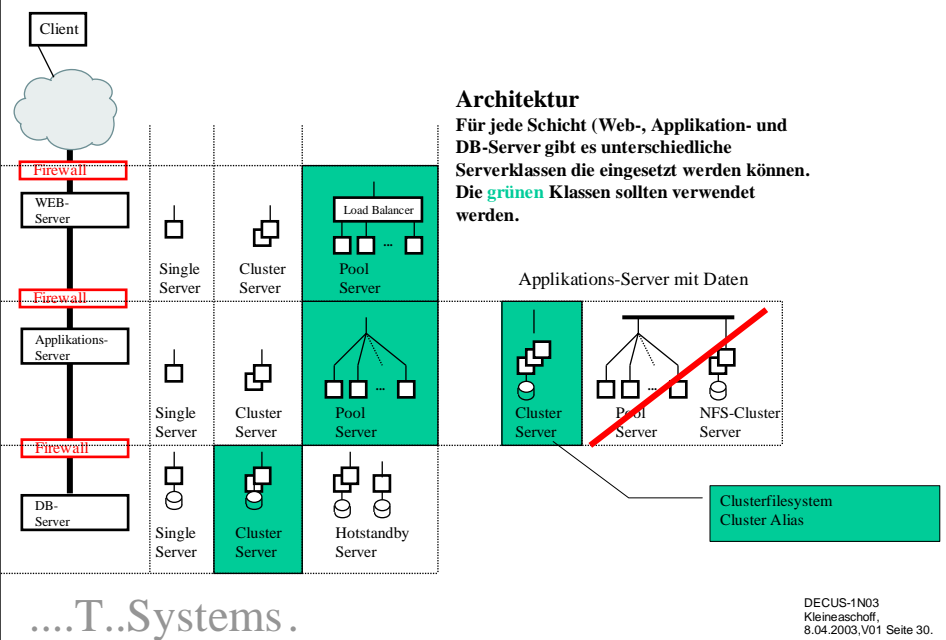 Client
Architektur
Für jede Schicht (Web-, Applikation- und
DB-Server gibt es unterschiedliche
Serverklassen die eingesetzt werden können.
Die grünen Klassen sollten verwendet
werden.
Firewall
WEB-
Server
Single
Server
Cluster
Server
Load Balancer
...
Pool
Server
Applikations-Server mit Daten
Firewall
Applikations-
Server
Single
Server
Cluster
Server
...
Pool
Server
Cluster
Server
...
Pool
Server
NFS-Cluster
Server
Firewall
DB-
Server
Single
Server
Cluster
Server
Hotstandby
Server
Clusterfilesystem
Cluster Alias
....T..Systems.
DECUS-1N03
Kleineaschoff,
8.04.2003,V01 Seite 30.